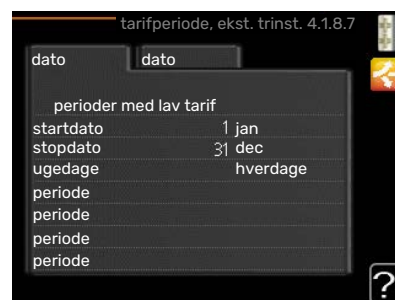 tarifperiode, ekst. trinst. 4.1.8.7
dato dato
perioder med lav tarif
startdato 1 jan
stopdato 31 dec
ugedage hverdage
periode
periode
periode
periode
?